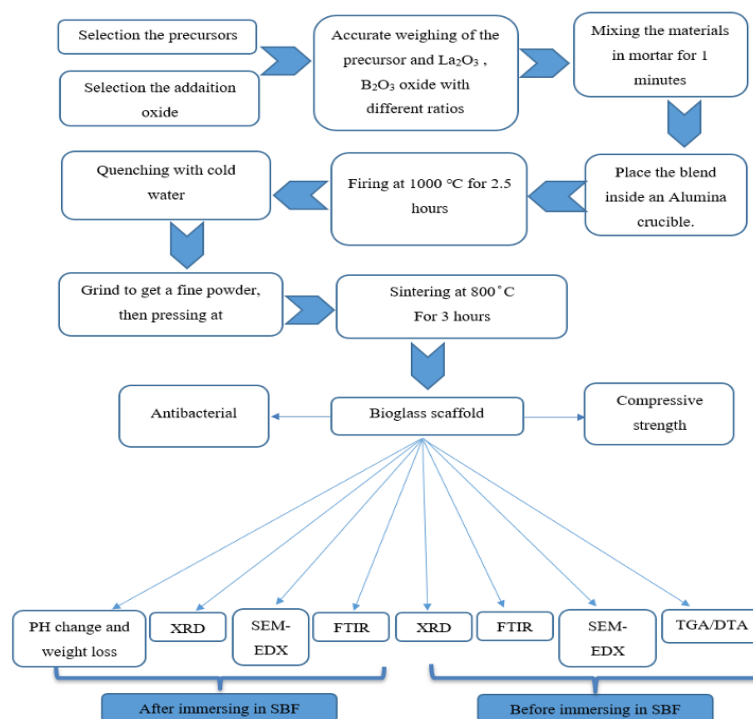 Selection the precursors
Selection the addaition
oxide
Accurate weighing of the
precursor and La₂O₃ ,
B₂O₃ oxide with
different ratios
Mixing the materials
in mortar for 1
minutes
Place the blend
inside an Alumina
crucible.
Firing at 1000 °C for 2.5
hours
Quenching with cold
water
Grind to get a fine powder,
then pressing at
Sintering at 800˚C
For 3 hours
Antibacterial
Bioglass scaffold
Compressive
strength
PH change and
weight loss
XRD
SEM-
EDX
FTIR
XRD
FTIR
SEM-
EDX
TGA/DTA
After immersing in SBF
Before immersing in SBF